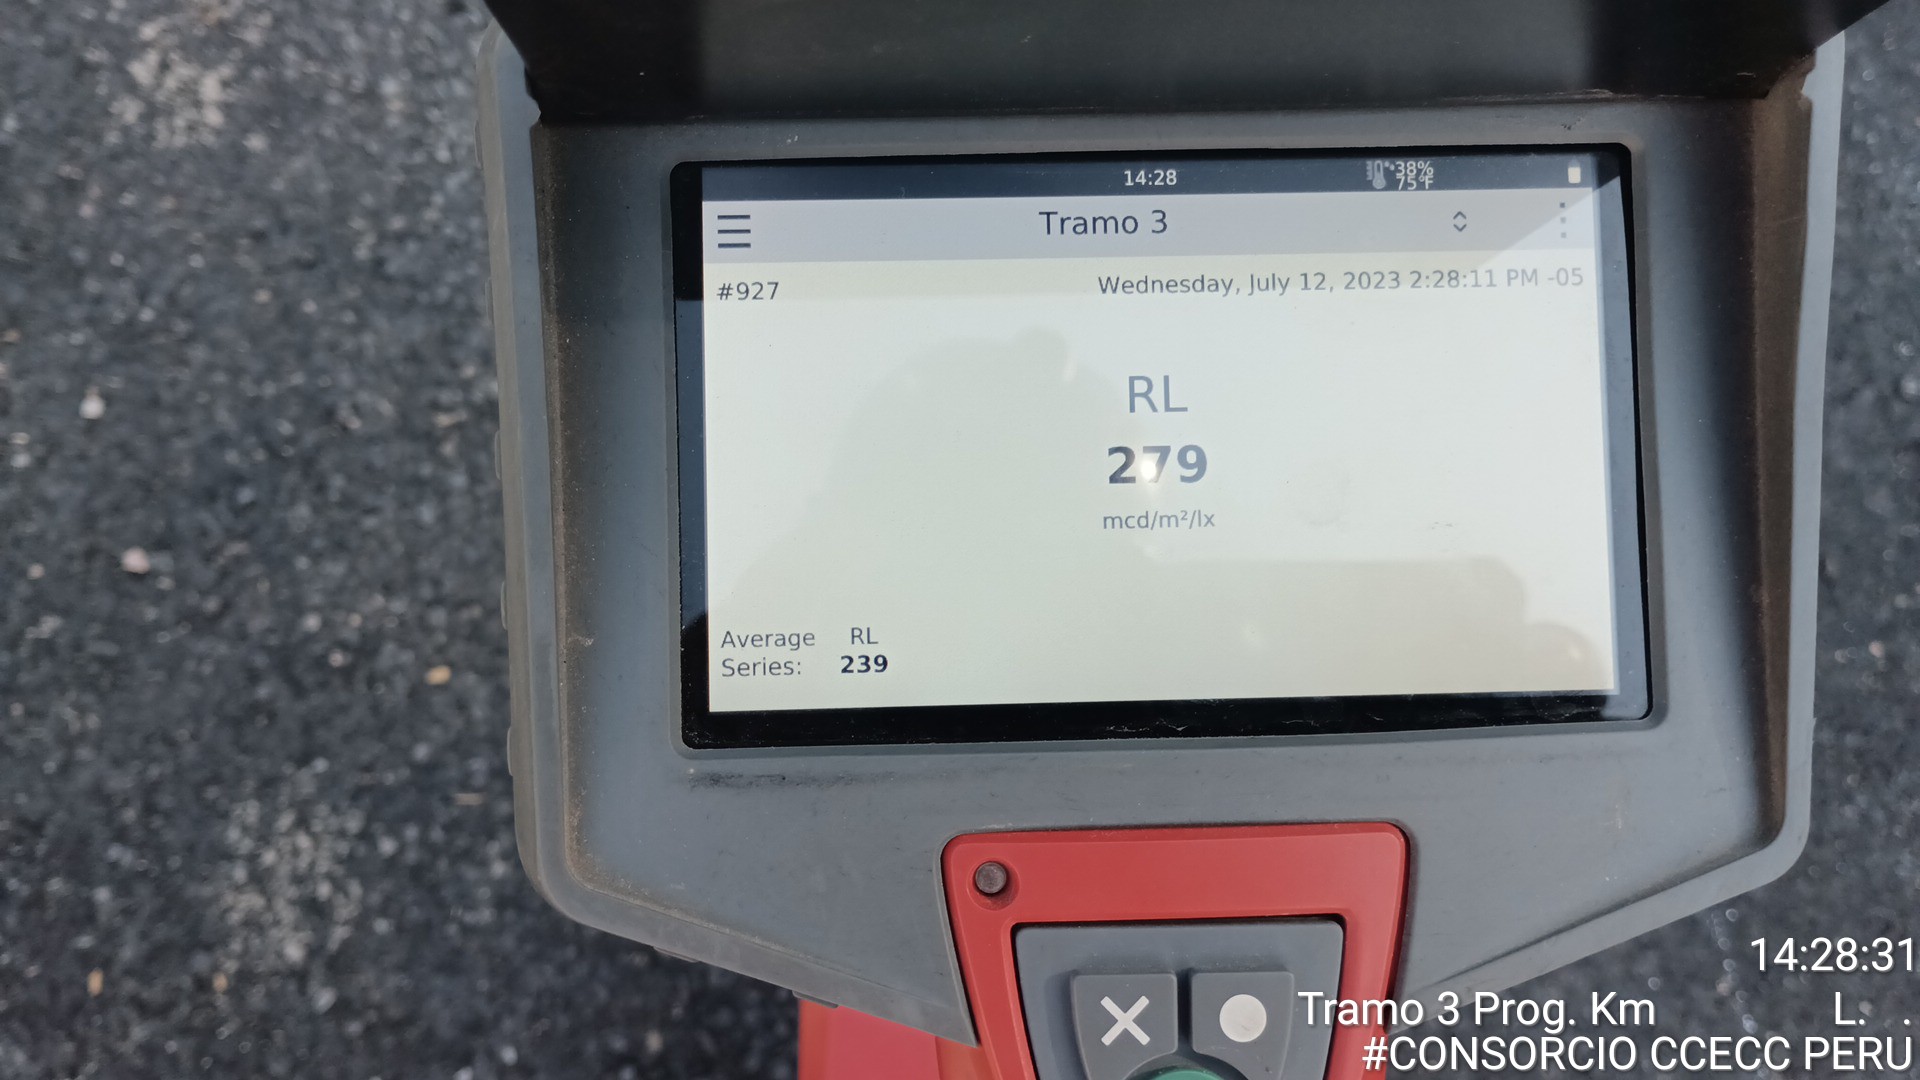 14:28
38%
75°F
Tramo 3
#927
Wednesday, July 12, 2023 2:28:11 PM -05
RL
279
mcd/m²/lx
Average RL
Series: 239
14:28:31
Tramo 3 Prog. Km L. .
#CONSORCIO CCECC PERU